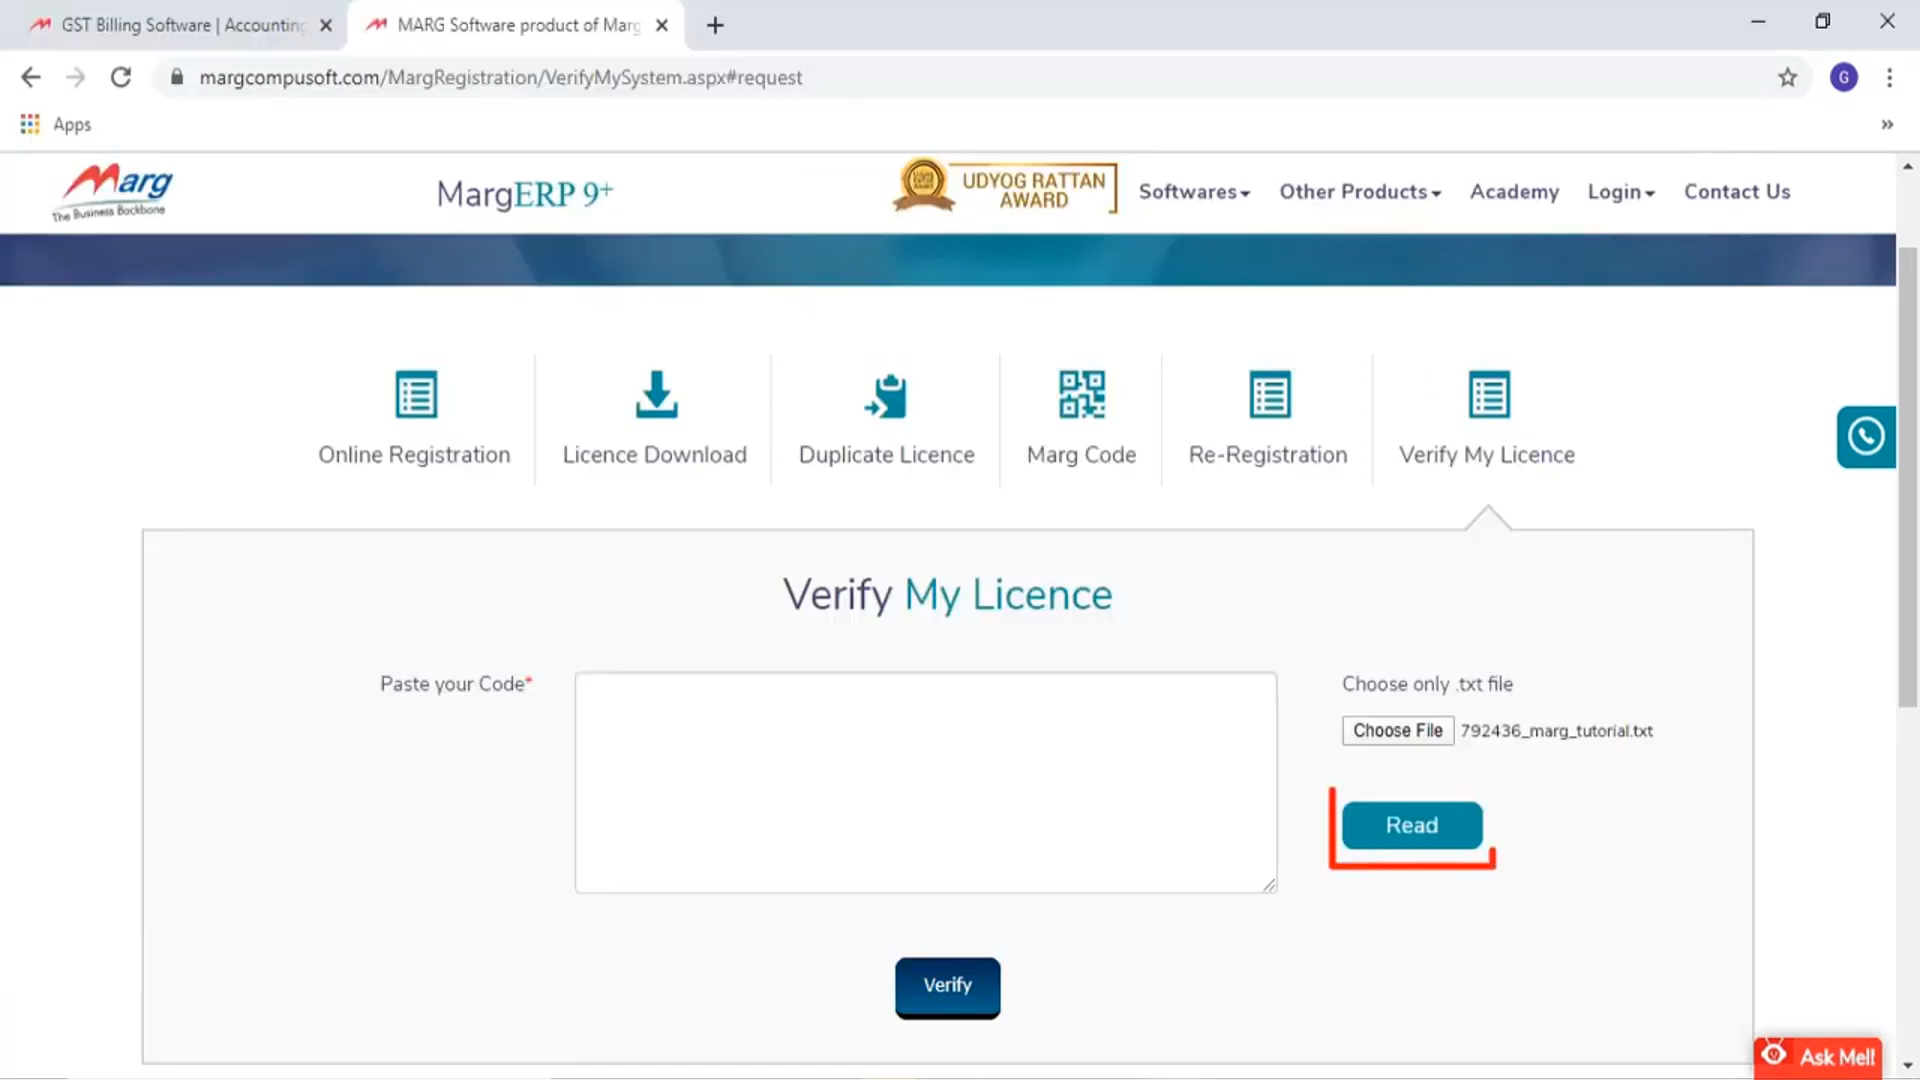 GST Billing Software | Accounting
MARG Software product of Marg
margcompusoft.com/MargRegistration/VerifyMySystem.aspx#request
G
Apps
Marg
The Business Backbone
MargERP 9+
UDYOG RATTAN
AWARD
Softwares
Other Products
Academy
Login
Contact Us
Online Registration
Licence Download
Duplicate Licence
Marg Code
Re-Registration
Verify My Licence
Verify My Licence
Paste your Code*
Choose only .txt file
Choose File 792436_marg_tutorial.txt
Read
Verify
Ask Me!!